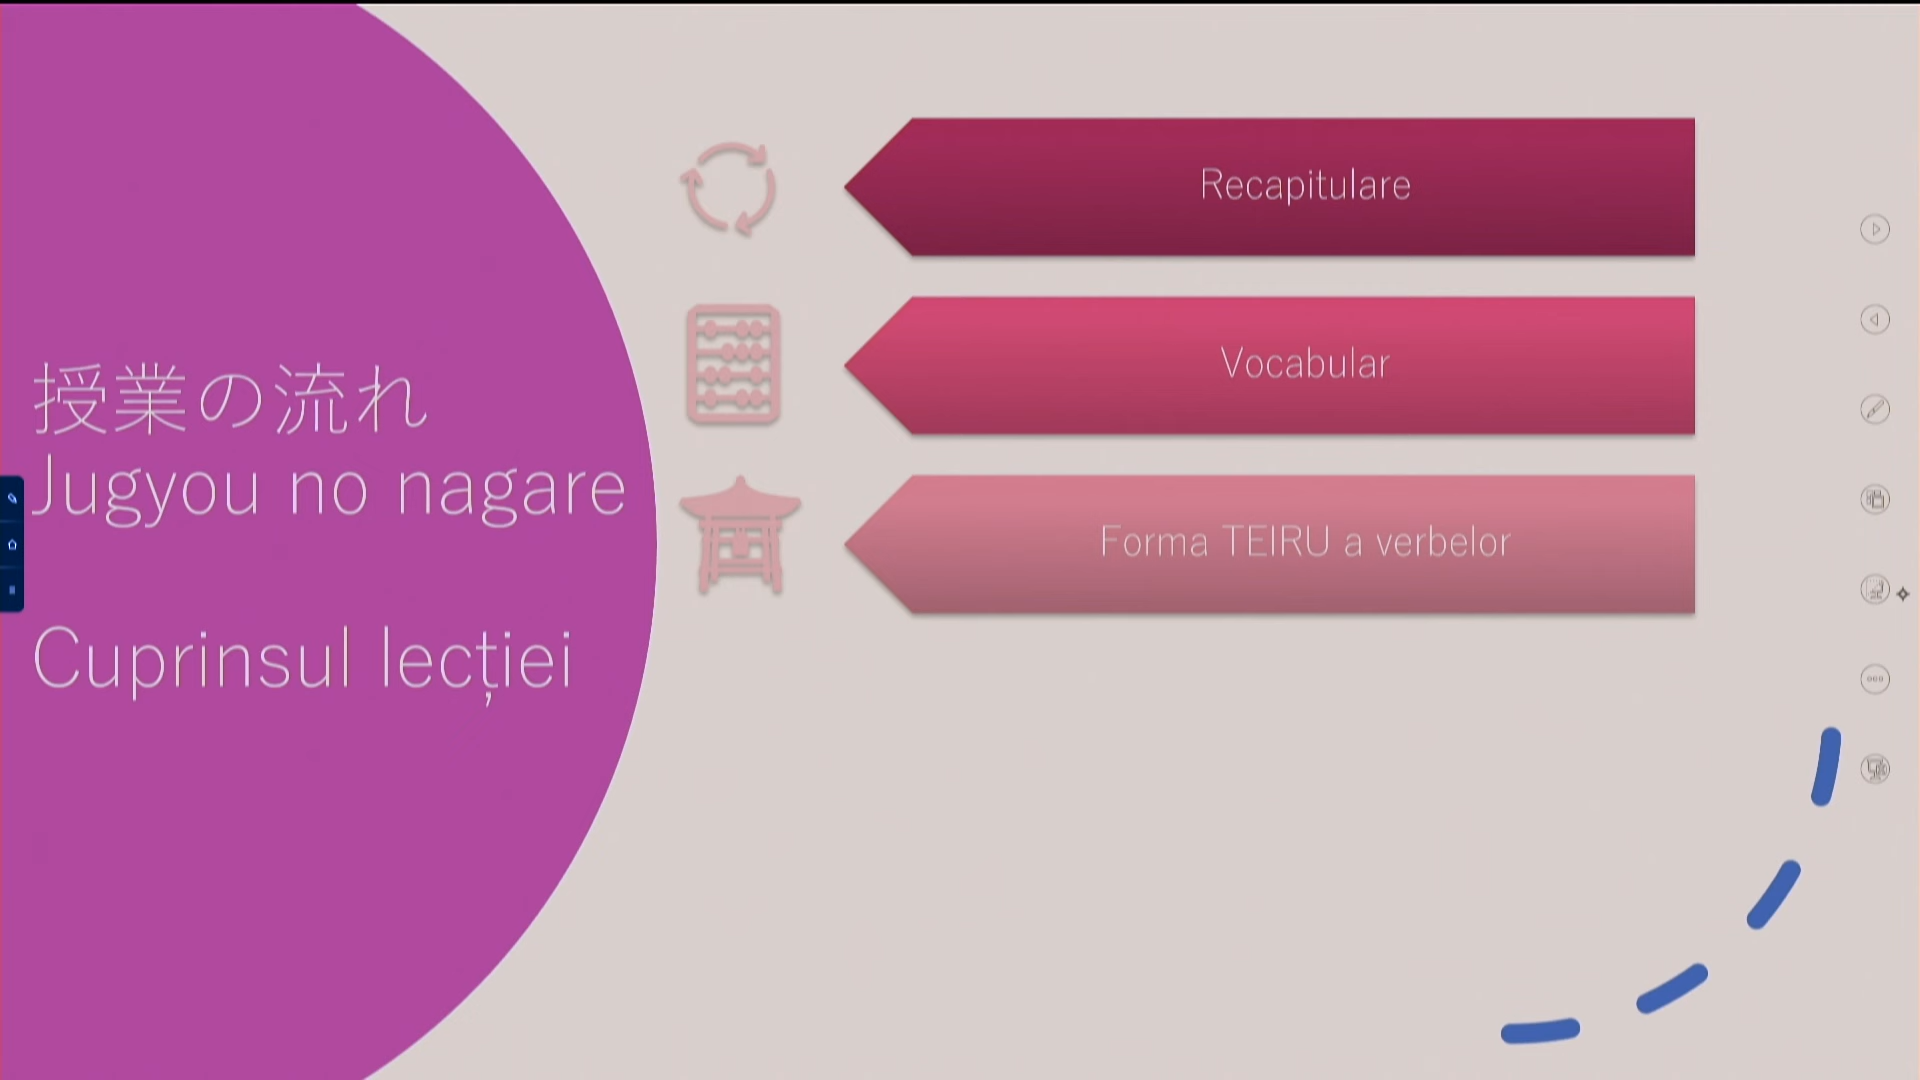 授業の流れ
Jugyou no nagare
Cuprinsul lecției
Recapitulare
Vocabular
Forma TEIRU a verbelor